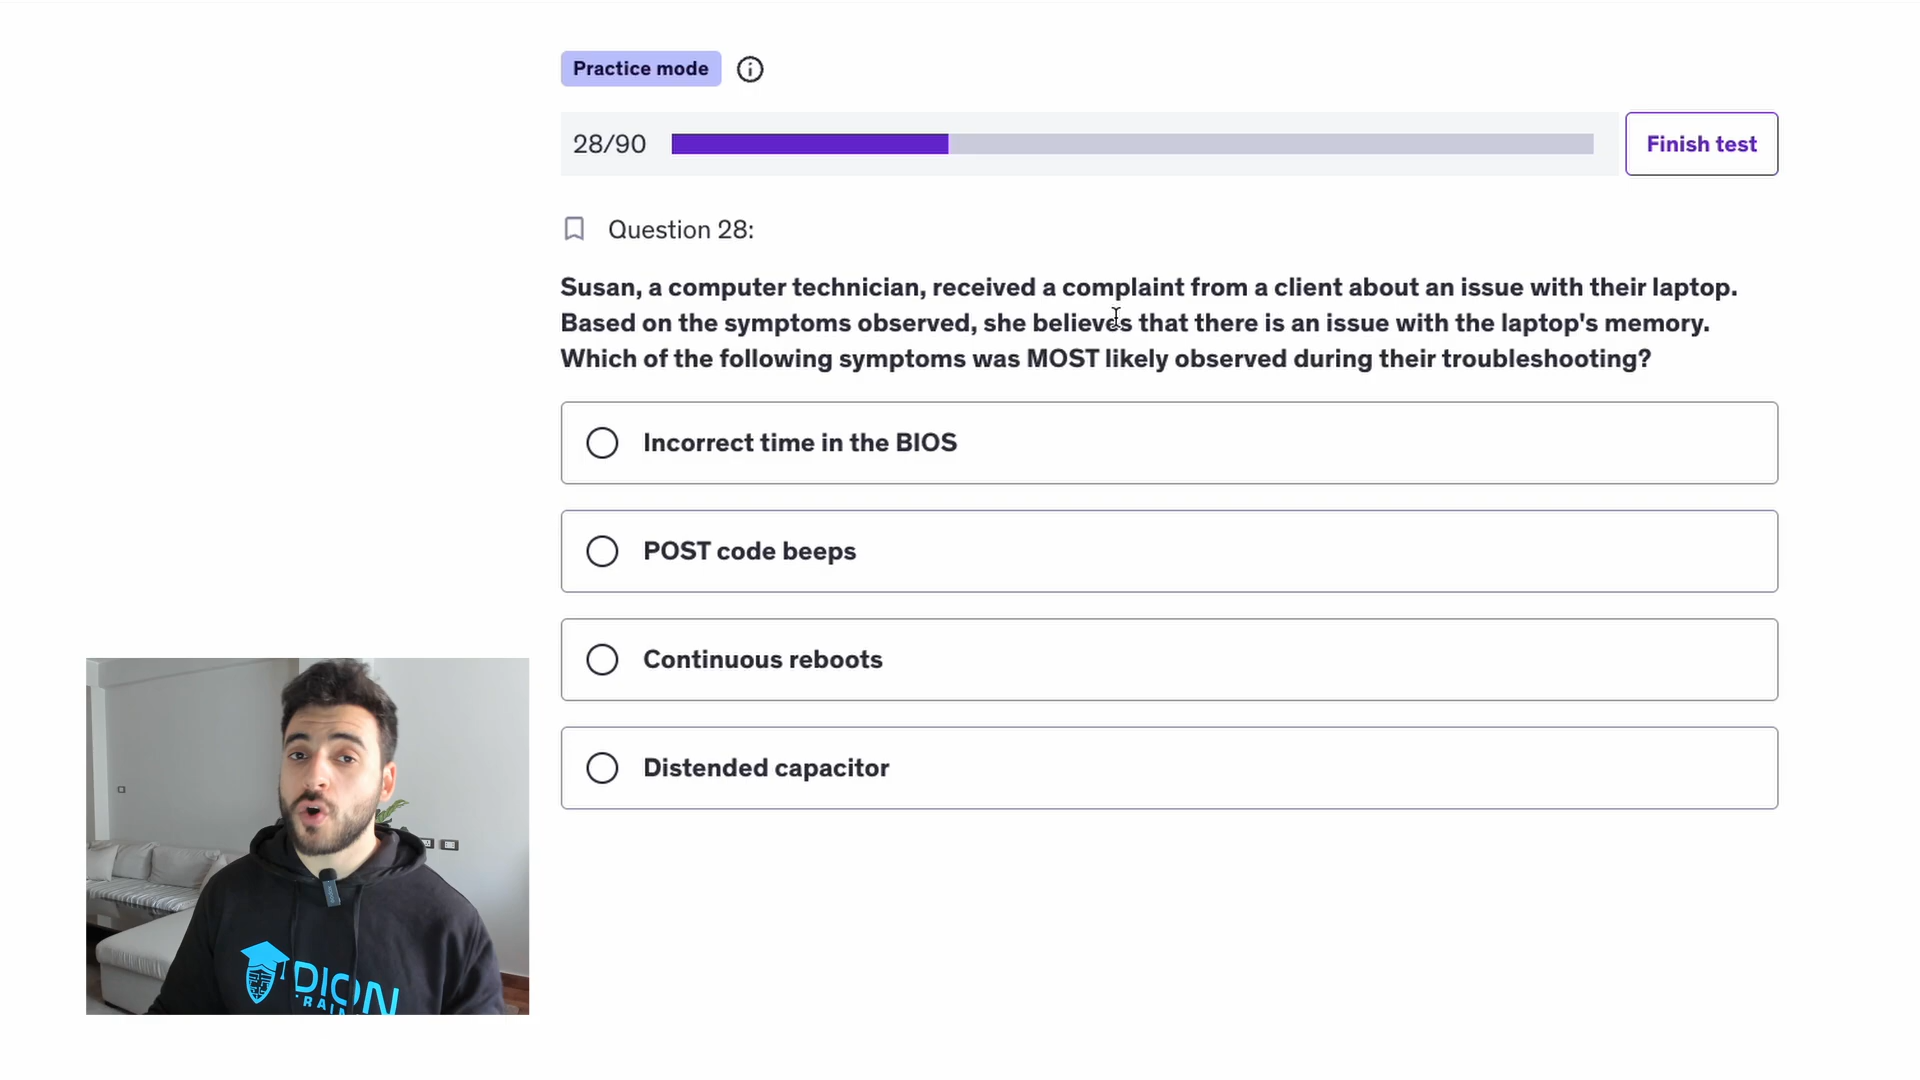 Practice mode
28/90
Finish test
Question 28:
Susan, a computer technician, received a complaint from a client about an issue with their laptop.
Based on the symptoms observed, she believes that there is an issue with the laptop's memory.
Which of the following symptoms was MOST likely observed during their troubleshooting?
Incorrect time in the BIOS
POST code beeps
Continuous reboots
Distended capacitor
DION
TRAIN